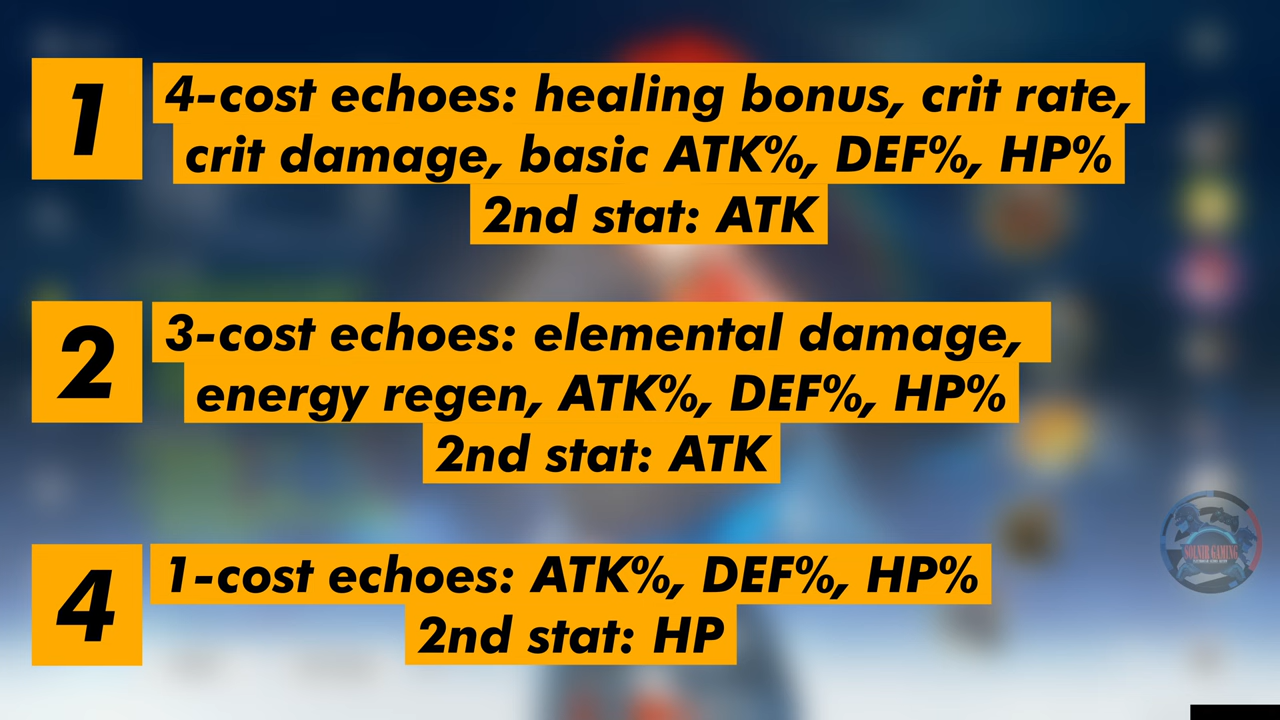 1
4-cost echoes: healing bonus, crit rate,
crit damage, basic ATK%, DEF%, HP%
2nd stat: ATK
2
3-cost echoes: elemental damage,
energy regen, ATK%, DEF%, HP%
2nd stat: ATK
4
1-cost echoes: ATK%, DEF%, HP%
2nd stat: HP
SOLNIR GAMING